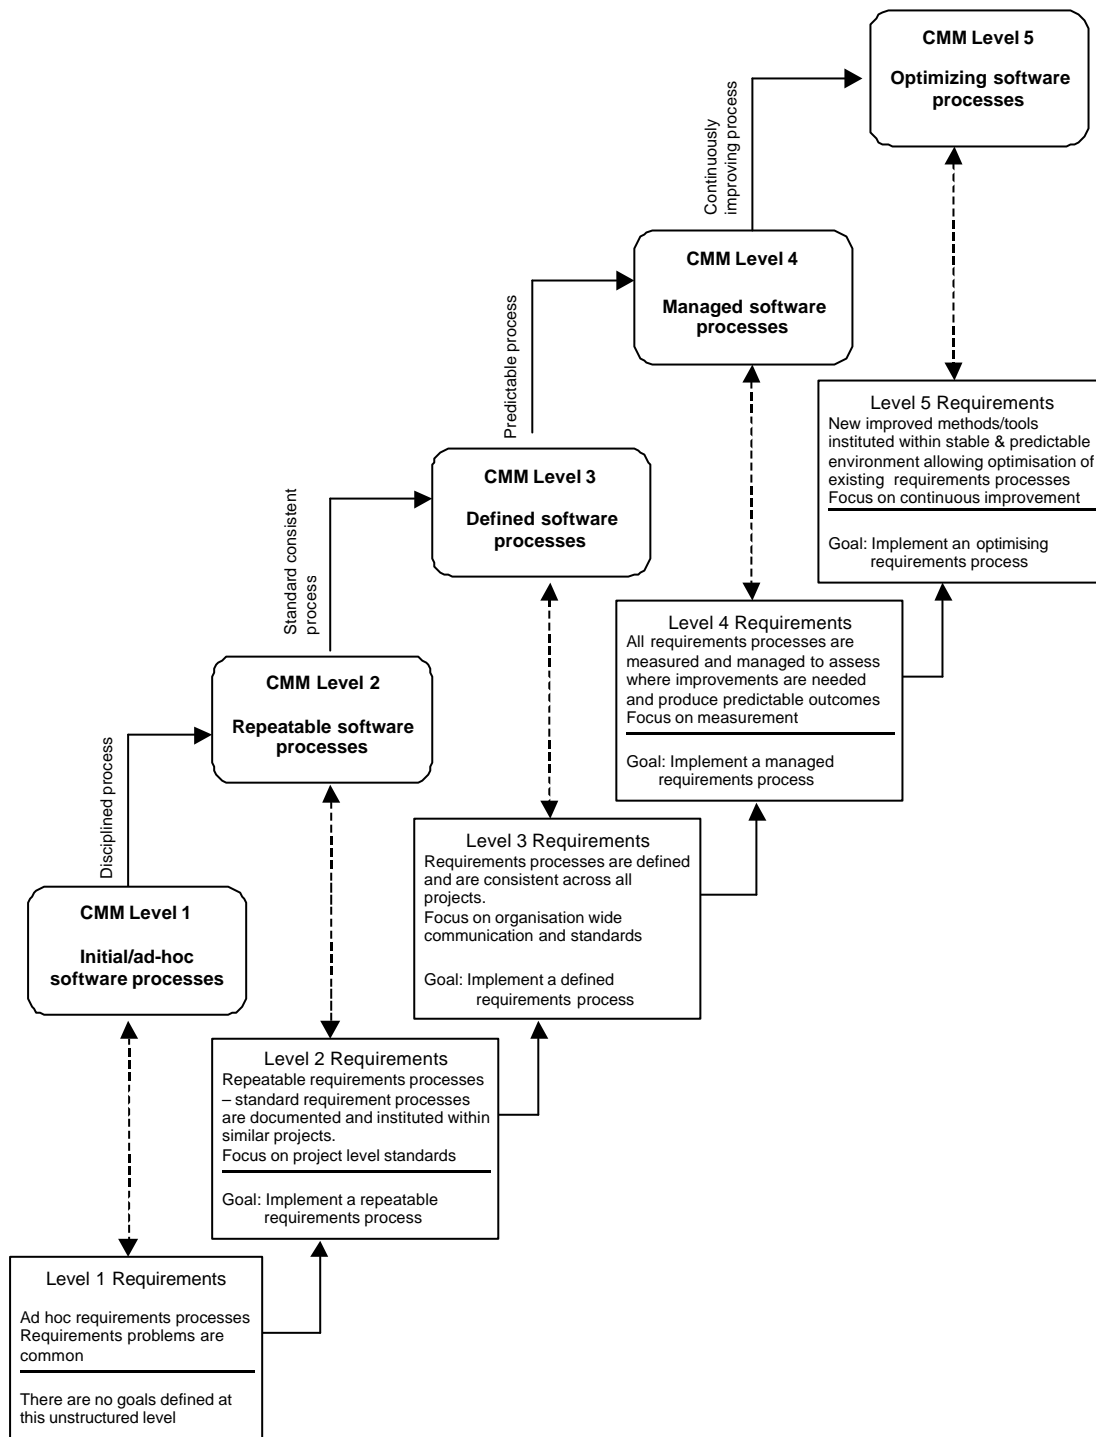 CMM Level 5
Optimizing software
processes
Continuously
improving process
CMM Level 4
Managed software
processes
Predictable process
Level 5 Requirements
New improved methods/tools
instituted within stable & predictable
environment allowing optimisation of
existing requirements processes
Focus on continuous improvement
Goal: Implement an optimising
requirements process
CMM Level 3
Defined software
processes
Standard consistent
process
Level 4 Requirements
All requirements processes are
measured and managed to assess
where improvements are needed
and produce predictable outcomes
Focus on measurement
Goal: Implement a managed
requirements process
CMM Level 2
Repeatable software
processes
Disciplined process
Level 3 Requirements
Requirements processes are defined
and are consistent across all
projects.
Focus on organisation wide
communication and standards
Goal: Implement a defined
requirements process
CMM Level 1
Initial/ad-hoc
software processes
Level 2 Requirements
Repeatable requirements processes
– standard requirement processes
are documented and instituted within
similar projects.
Focus on project level standards
Goal: Implement a repeatable
requirements process
Level 1 Requirements
Ad hoc requirements processes
Requirements problems are
common
There are no goals defined at
this unstructured level